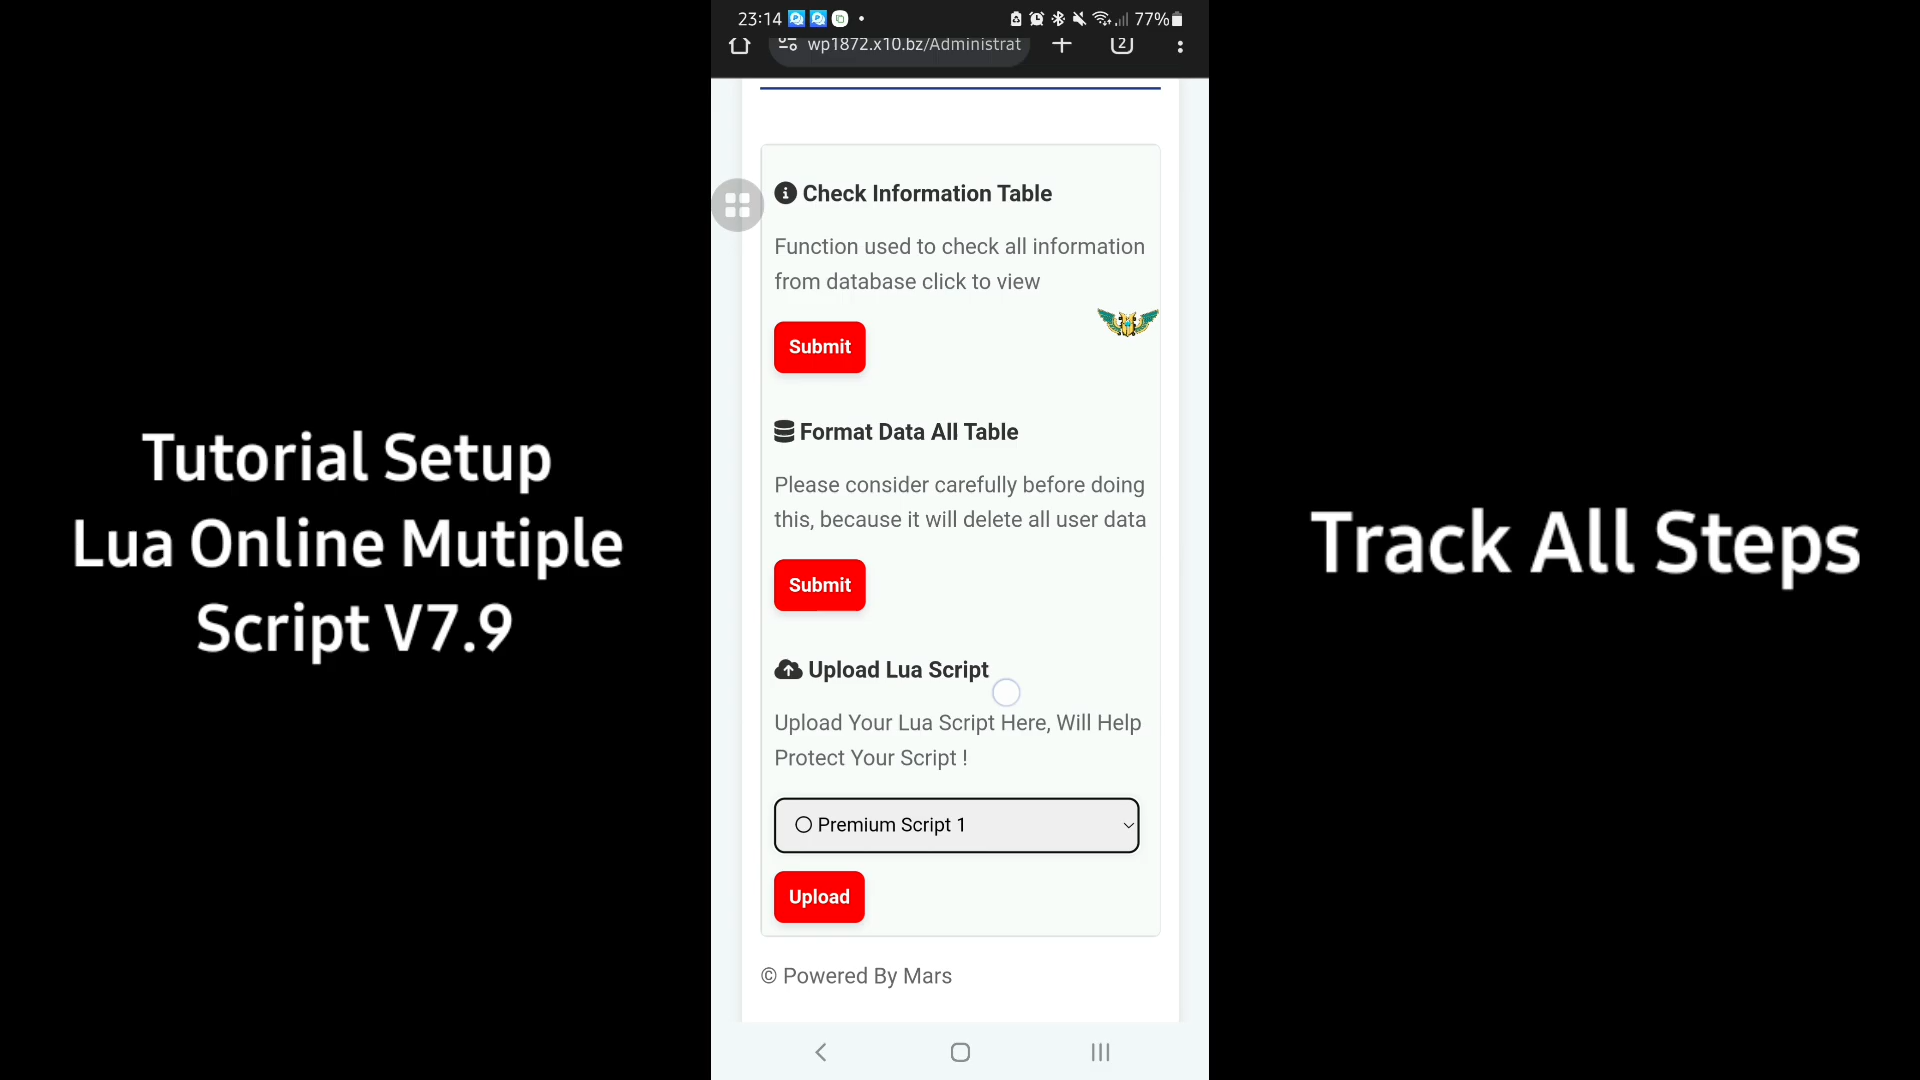 23:14
77%
wp1872.x10.bz/Administrat
2
Check Information Table
Function used to check all information
from database click to view
Submit
Format Data All Table
Please consider carefully before doing
this, because it will delete all user data
Submit
Upload Lua Script
Upload Your Lua Script Here, Will Help
Protect Your Script !
Premium Script 1
Upload
© Powered By Mars
Tutorial Setup
Lua Online Mutiple
Script V7.9
Track All Steps